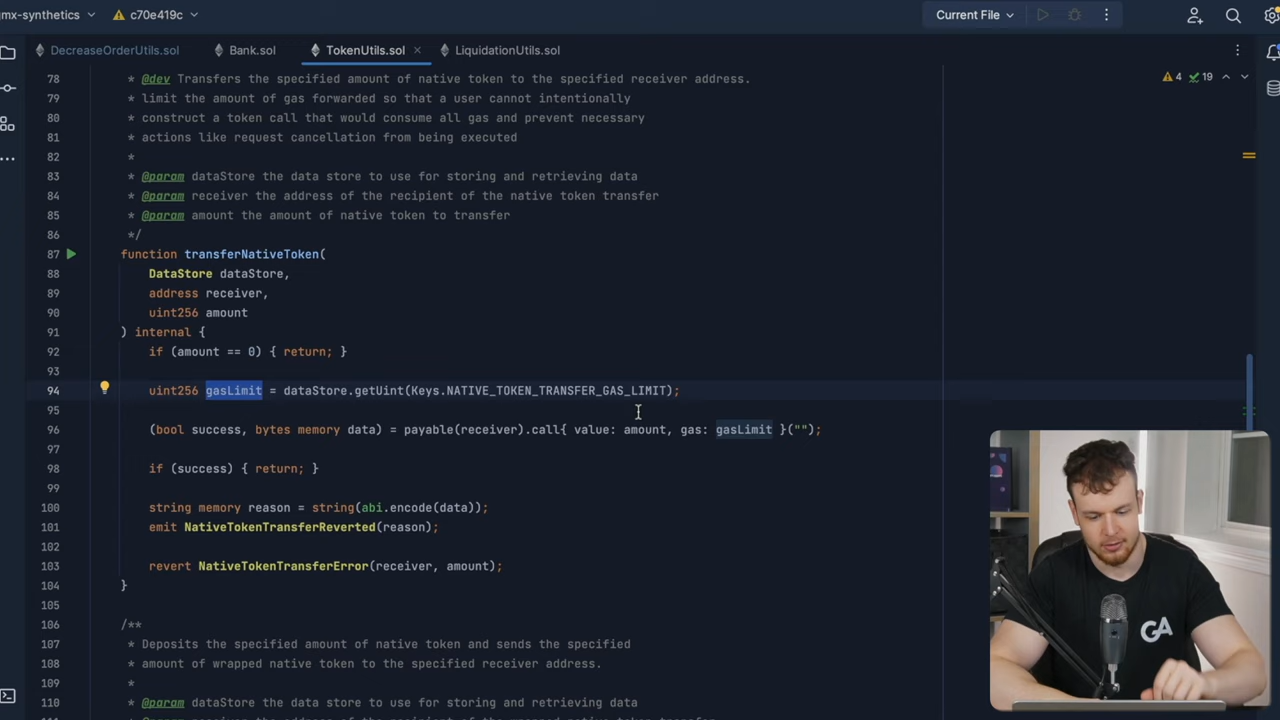 mx-synthetics
c70e419c
Current File
DecreaseOrderUtils.sol
Bank.sol
TokenUtils.sol
LiquidationUtils.sol
4
19
78 * @dev Transfers the specified amount of native token to the specified receiver address.
79 * limit the amount of gas forwarded so that a user cannot intentionally
80 * construct a token call that would consume all gas and prevent necessary
81 * actions like request cancellation from being executed
82 *
83 * @param dataStore the data store to use for storing and retrieving data
84 * @param receiver the address of the recipient of the native token transfer
85 * @param amount the amount of native token to transfer
86 */
87 function transferNativeToken(
88 DataStore dataStore,
89 address receiver,
90 uint256 amount
91 ) internal {
92 if (amount == 0) { return; }
93
94 uint256 gasLimit = dataStore.getUint(Keys.NATIVE_TOKEN_TRANSFER_GAS_LIMIT);
95
96 (bool success, bytes memory data) = payable(receiver).call{ value: amount, gas: gasLimit }("");
97
98 if (success) { return; }
99
100 string memory reason = string(abi.encode(data));
101 emit NativeTokenTransferReverted(reason);
102
103 revert NativeTokenTransferError(receiver, amount);
104 }
105
106 /**
107 * Deposits the specified amount of native token and sends the specified
108 * amount of wrapped native token to the specified receiver address.
109 *
110 * @param dataStore the data store to use for storing and retrieving data
GA